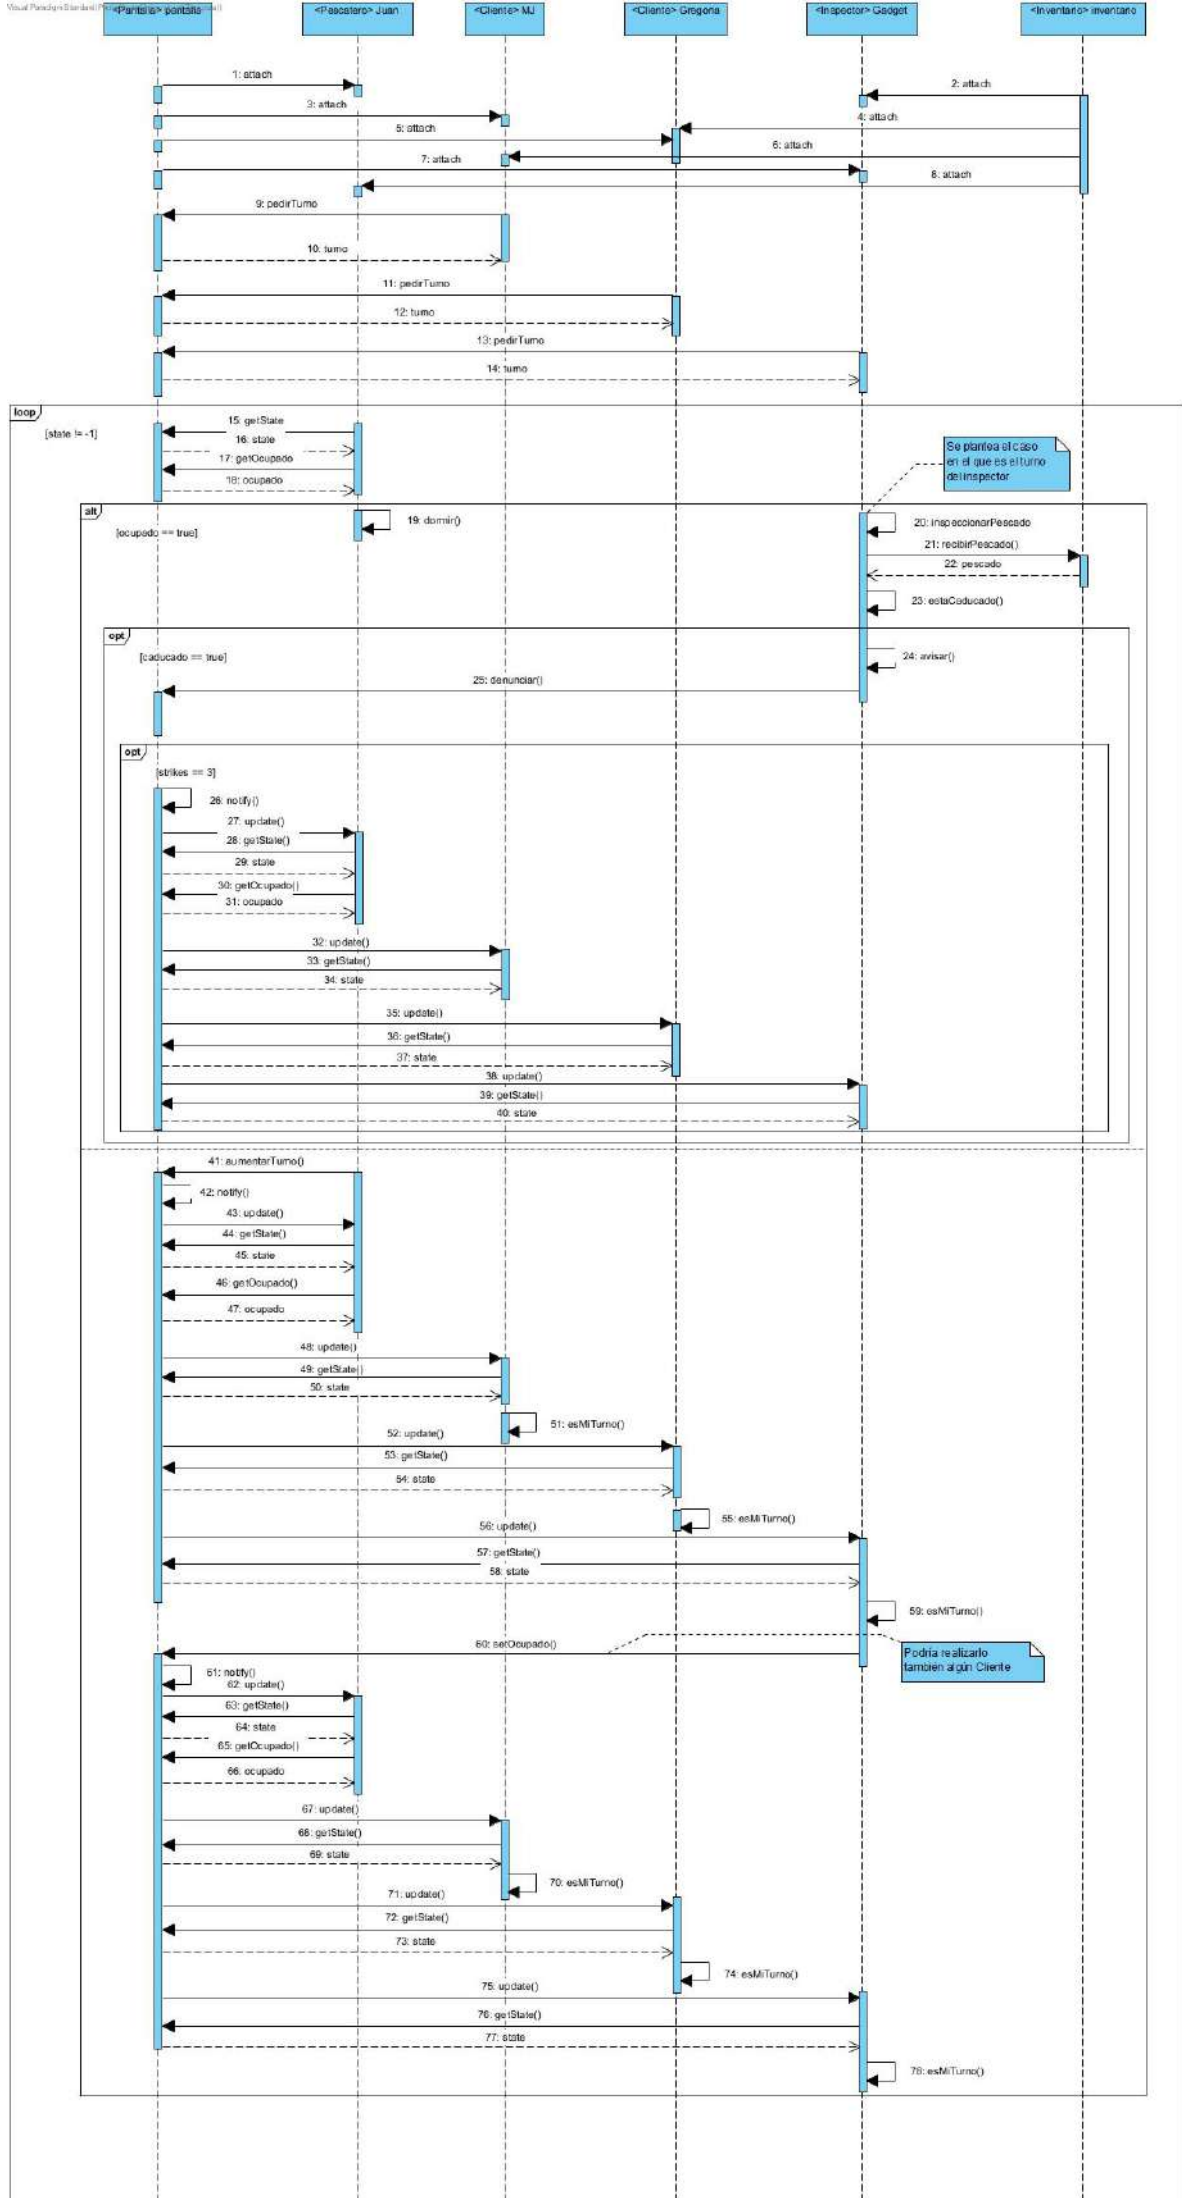 <Pantalla> pantalla
<Pescatero> Juan
<Cliente> MJ
<Cliente> Gregoria
<Inspector> Gadget
<Inventario> inventario
1: attach
2: attach
3: attach
4: attach
5: attach
6: attach
7: attach
8: attach
9: pedirTurno
10: turno
11: pedirTurno
12: turno
13: pedirTurno
14: turno
loop
[state != -1]
15: getState
16: state
17: getOcupado
18: ocupado
Se plantea el caso
en el que es el turno
del inspector
alt
[ocupado == true]
19: dormir()
20: inspeccionarPescado
21: recibirPescado()
22: pescado
23: estaCaducado()
opt
[caducado == true]
24: avisar()
25: denunciar()
opt
[strikes == 3]
26: notify()
27: update()
28: getState()
29: state
30: getOcupado()
31: ocupado
32: update()
33: getState()
34: state
35: update()
36: getState()
37: state
38: update()
39: getState()
40: state
41: aumentarTurno()
42: notify()
43: update()
44: getState()
45: state
46: getOcupado()
47: ocupado
48: update()
49: getState()
50: state
51: esMiTurno()
52: update()
53: getState()
54: state
55: esMiTurno()
56: update()
57: getState()
58: state
59: esMiTurno()
60: setOcupado()
Podría realizarlo
también algún Cliente
61: notify()
62: update()
63: getState()
64: state
65: getOcupado()
66: ocupado
67: update()
68: getState()
69: state
70: esMiTurno()
71: update()
72: getState()
73: state
74: esMiTurno()
75: update()
76: getState()
77: state
78: esMiTurno()